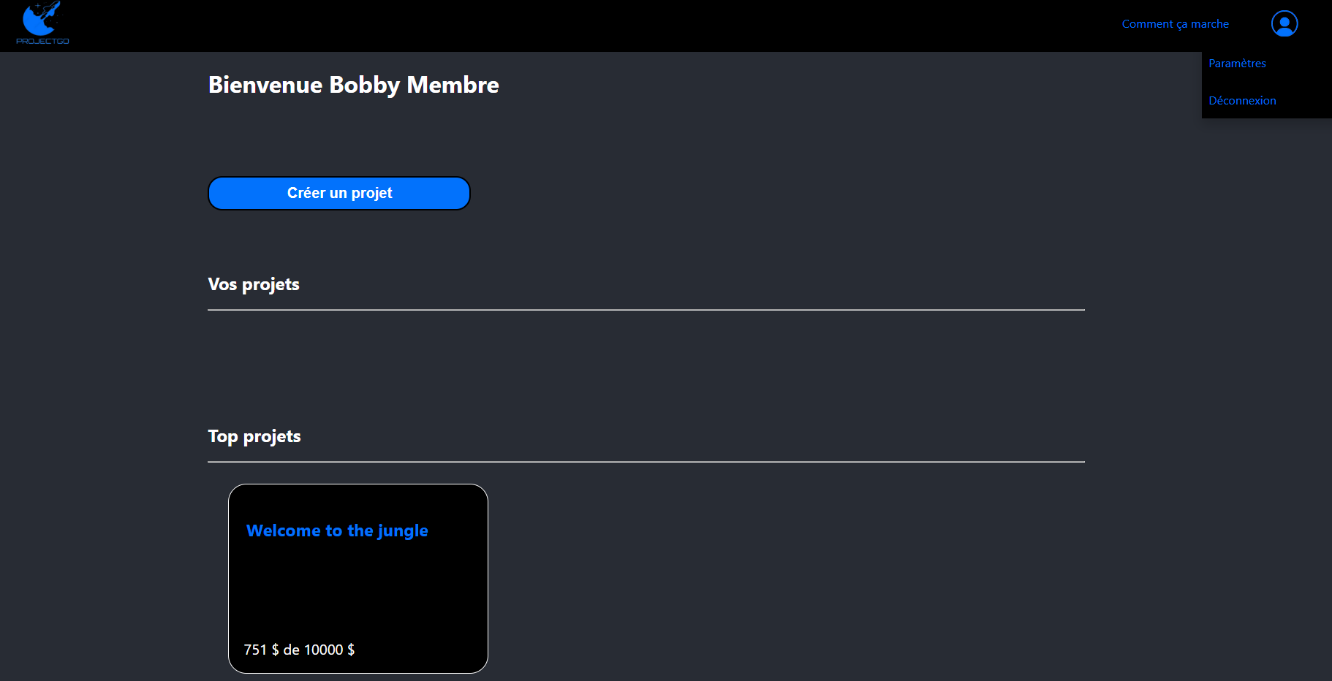 PROJECTGO
Comment ça marche
Paramètres
Déconnexion
Bienvenue Bobby Membre
Créer un projet
Vos projets
Top projets
Welcome to the jungle
751 $ de 10000 $